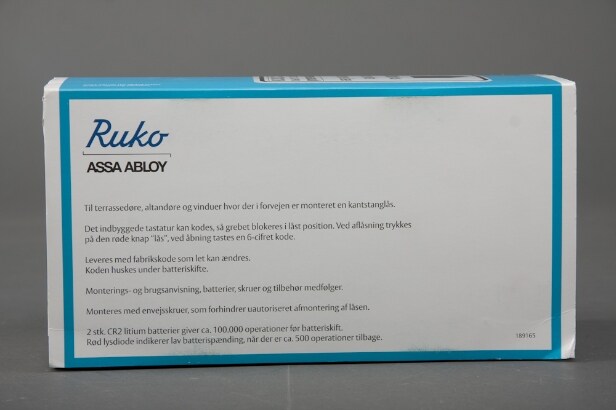 Ruko
ASSA ABLOY
Til terrassedøre, altandøre og vinduer hvor der i forvejen er monteret en kantstanglås.
Det indbyggede tastatur kan kodes, så grebet blokeres i låst position. Ved aflåsning trykkes
på den røde knap "lås", ved åbning tastes en 6-cifret kode.
Leveres med fabrikskode som let kan ændres.
Koden huskes under batteriskifte.
Monterings- og brugsanvisning, batterier, skruer og tilbehør medfølger.
Monteres med envejsskruer, som forhindrer uautoriseret afmontering af låsen.
2 stk. CR2 litium batterier giver ca. 100.000 operationer før batteriskift.
Rød lysdiode indikerer lav batterispænding, når der er ca. 500 operationer tilbage.